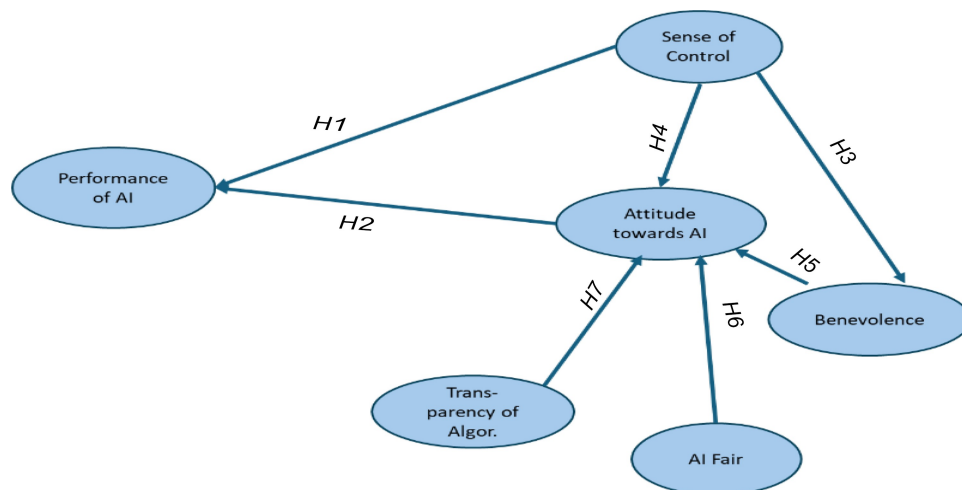 Sense of
Control
H1
H4
H3
Performance
of AI
Attitude
towards AI
H2
H5
H7
H6
Benevolence
Trans-
parency of
Algor.
AI Fair